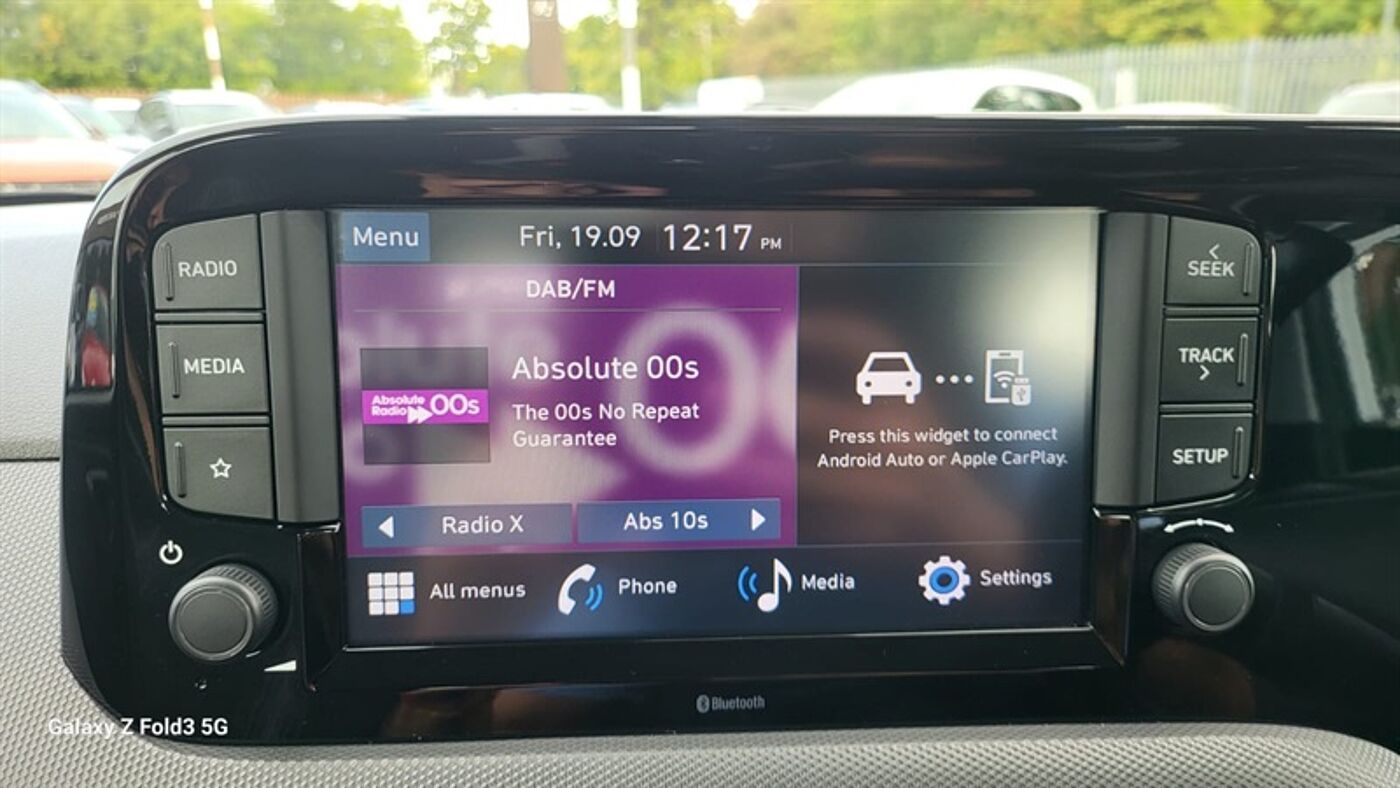 Menu
Fri, 19.09 12:17 PM
RADIO
MEDIA
DAB/FM
Absolute
Radio 00s
Absolute 00s
The 00s No Repeat
Guarantee
Radio X
Abs 10s
Press this widget to connect
Android Auto or Apple CarPlay.
All menus
Phone
Media
Settings
SEEK
TRACK
SETUP
Bluetooth
Galaxy Z Fold3 5G